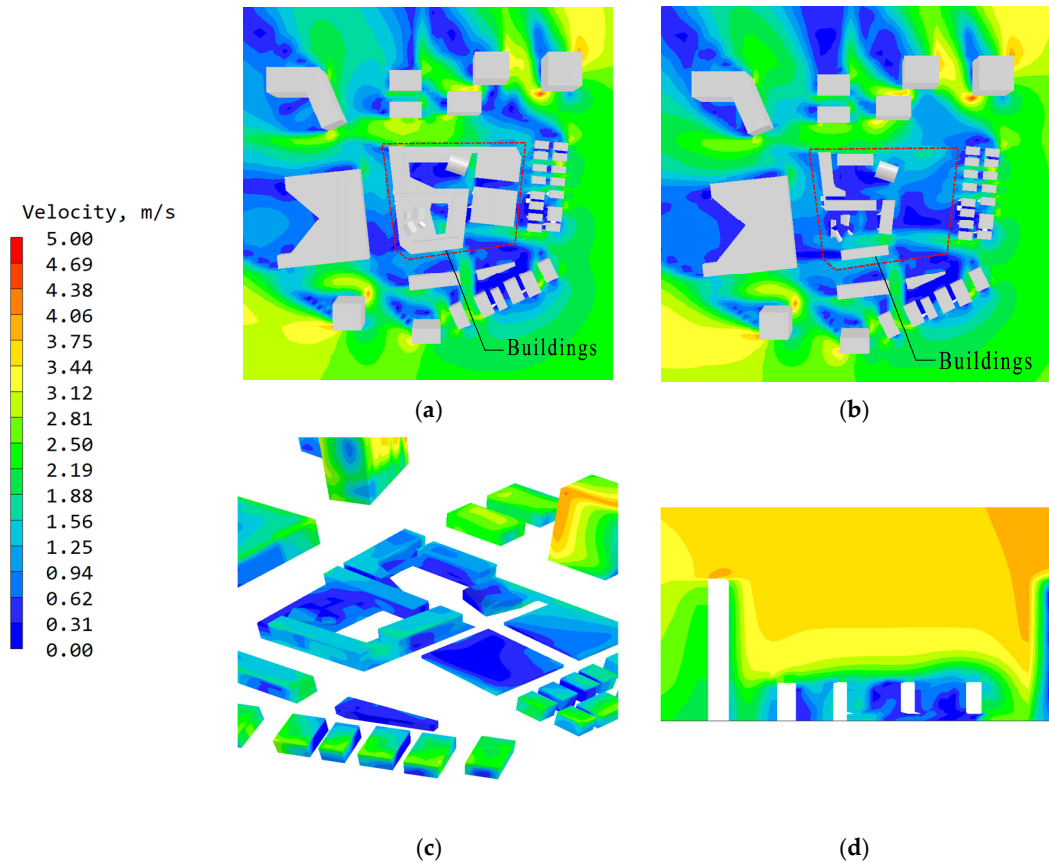 Velocity, m/s
5.00
4.69
4.38
4.06
3.75
3.44
3.12
2.81
2.50
2.19
1.88
1.56
1.25
0.94
0.62
0.31
0.00
Buildings
Buildings
(a)
(b)
(c)
(d)